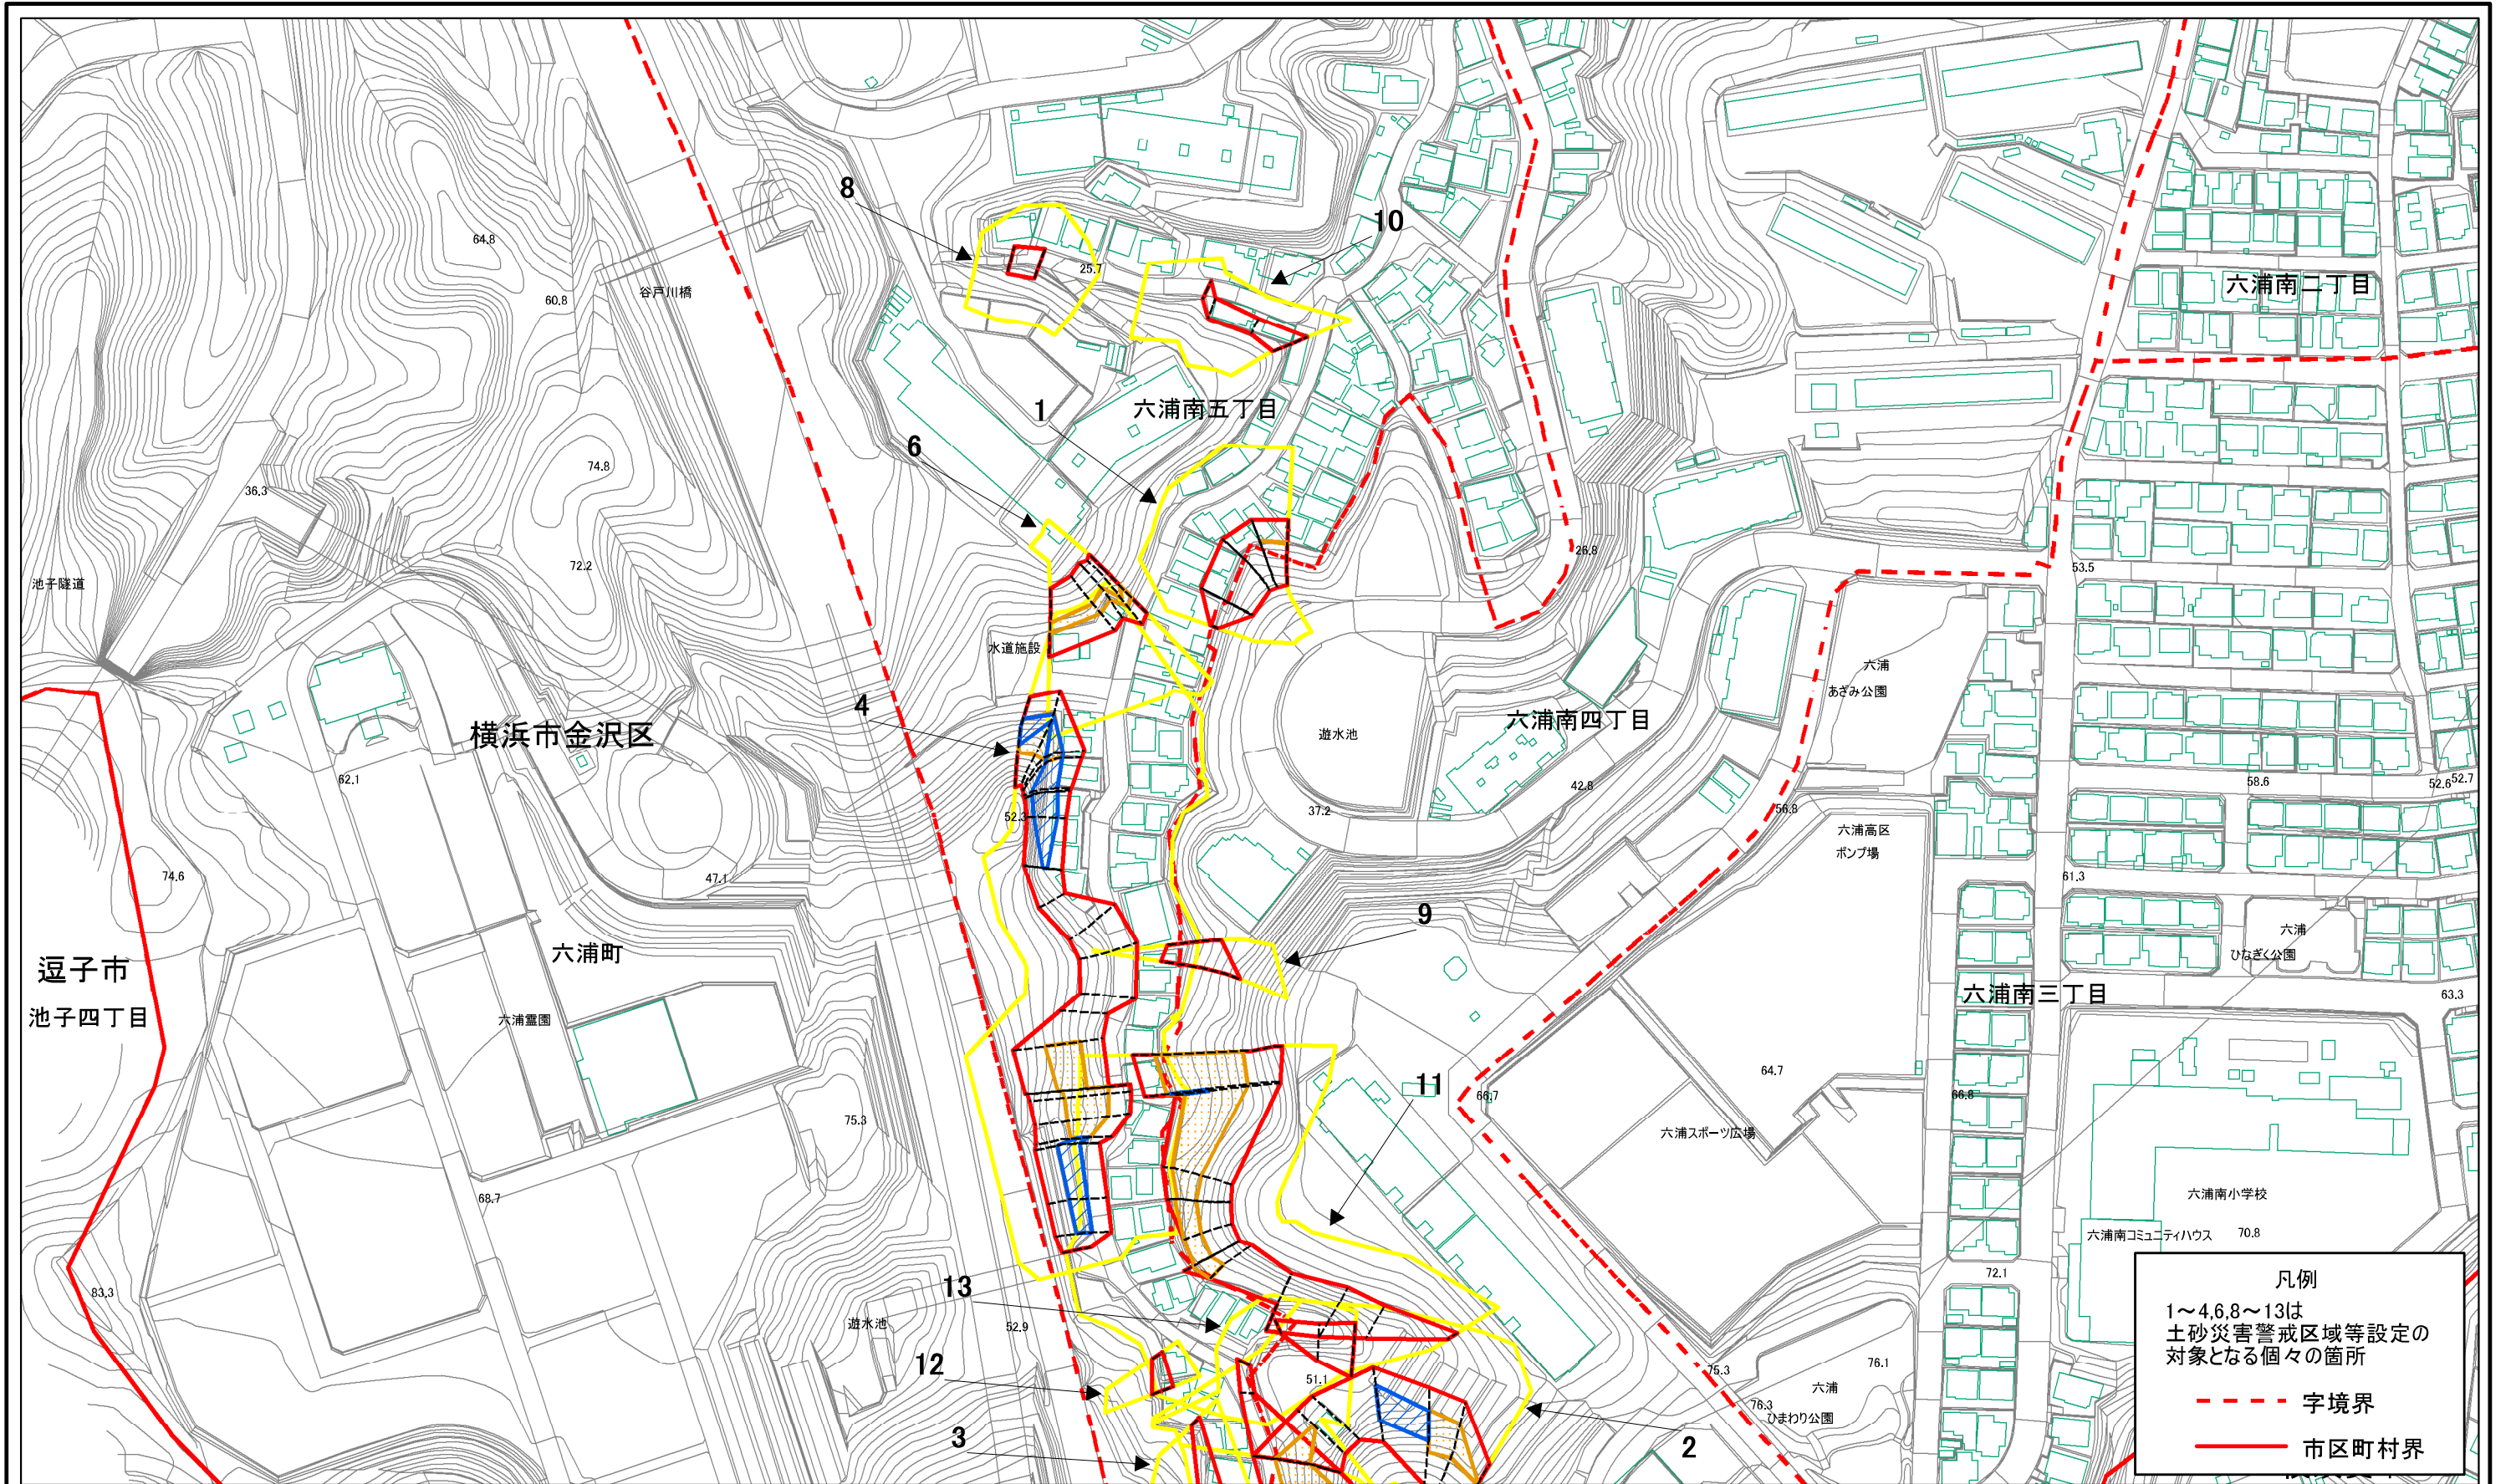 8
10
64.8
25.7
60.8
谷戸川橋
六浦南二丁目
1
六浦南五丁目
6
74.8
36.3
72.2
26.8
53.5
池子隧道
水道施設
六浦
あざみ公園
4
横浜市金沢区
六浦南四丁目
遊水池
62.1
42.8
58.6
52.6
52.7
52.3
37.2
56.8
六浦高区
ポンプ場
74.6
47.1
61.3
9
六浦
ひなぎく公園
逗子市
六浦町
池子四丁目
六浦霊園
六浦南三丁目
63.3
11
64.7
66.7
66.8
75.3
六浦スポーツ広場
68.7
六浦南小学校
六浦南コミュニティハウス
70.8
72.1
83.3
13
遊水池
52.9
12
51.1
75.3
76.1
六浦
76.3
ひまわり公園
3
2
凡例
1～4,6,8～13は
土砂災害警戒区域等設定の
対象となる個々の箇所
字境界
市区町村界